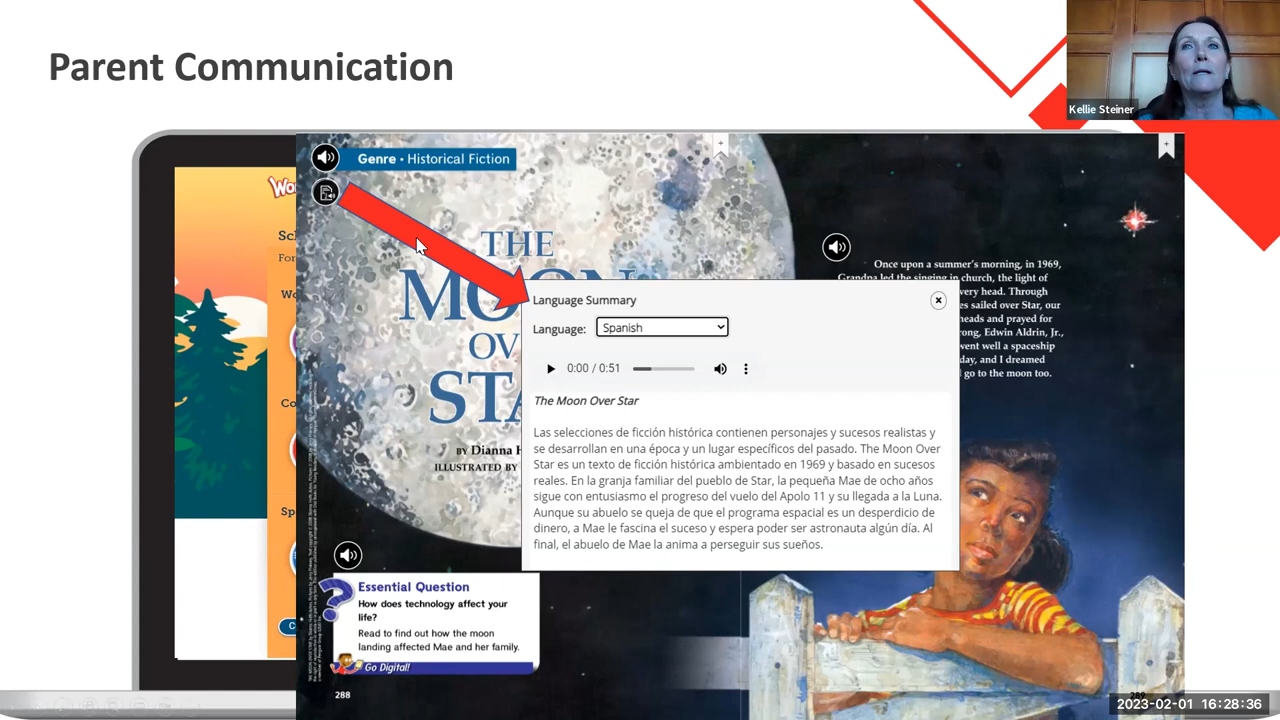 Parent Communication
Kellie Steiner
Genre • Historical Fiction
THE
BY Dianna H
ILLUSTRATED BY
Once upon a summer's morning, in 1969,
Grandpa led the singing in church, the light of
very head. Through
es sailed over Star, our
heads and prayed for
rong, Edwin Aldrin, Jr.,
went well a spaceship
day, and I dreamed
go to the moon too.
Language Summary
Language: Spanish
0:00 / 0:51
The Moon Over Star
Las selecciones de ficción histórica contienen personajes y sucesos realistas y
se desarrollan en una época y un lugar específicos del pasado. The Moon Over
Star es un texto de ficción histórica ambientado en 1969 y basado en sucesos
reales. En la granja familiar del pueblo de Star, la pequeña Mae de ocho años
sigue con entusiasmo el progreso del vuelo del Apolo 11 y su llegada a la Luna.
Aunque su abuelo se queja de que el programa espacial es un desperdicio de
dinero, a Mae le fascina el suceso y espera poder ser astronauta algún día. Al
final, el abuelo de Mae la anima a perseguir sus sueños.
Essential Question
How does technology affect your
life?
Read to find out how the moon
landing affected Mae and her family.
Go Digital!
288
289
2023-02-01 16:28:36